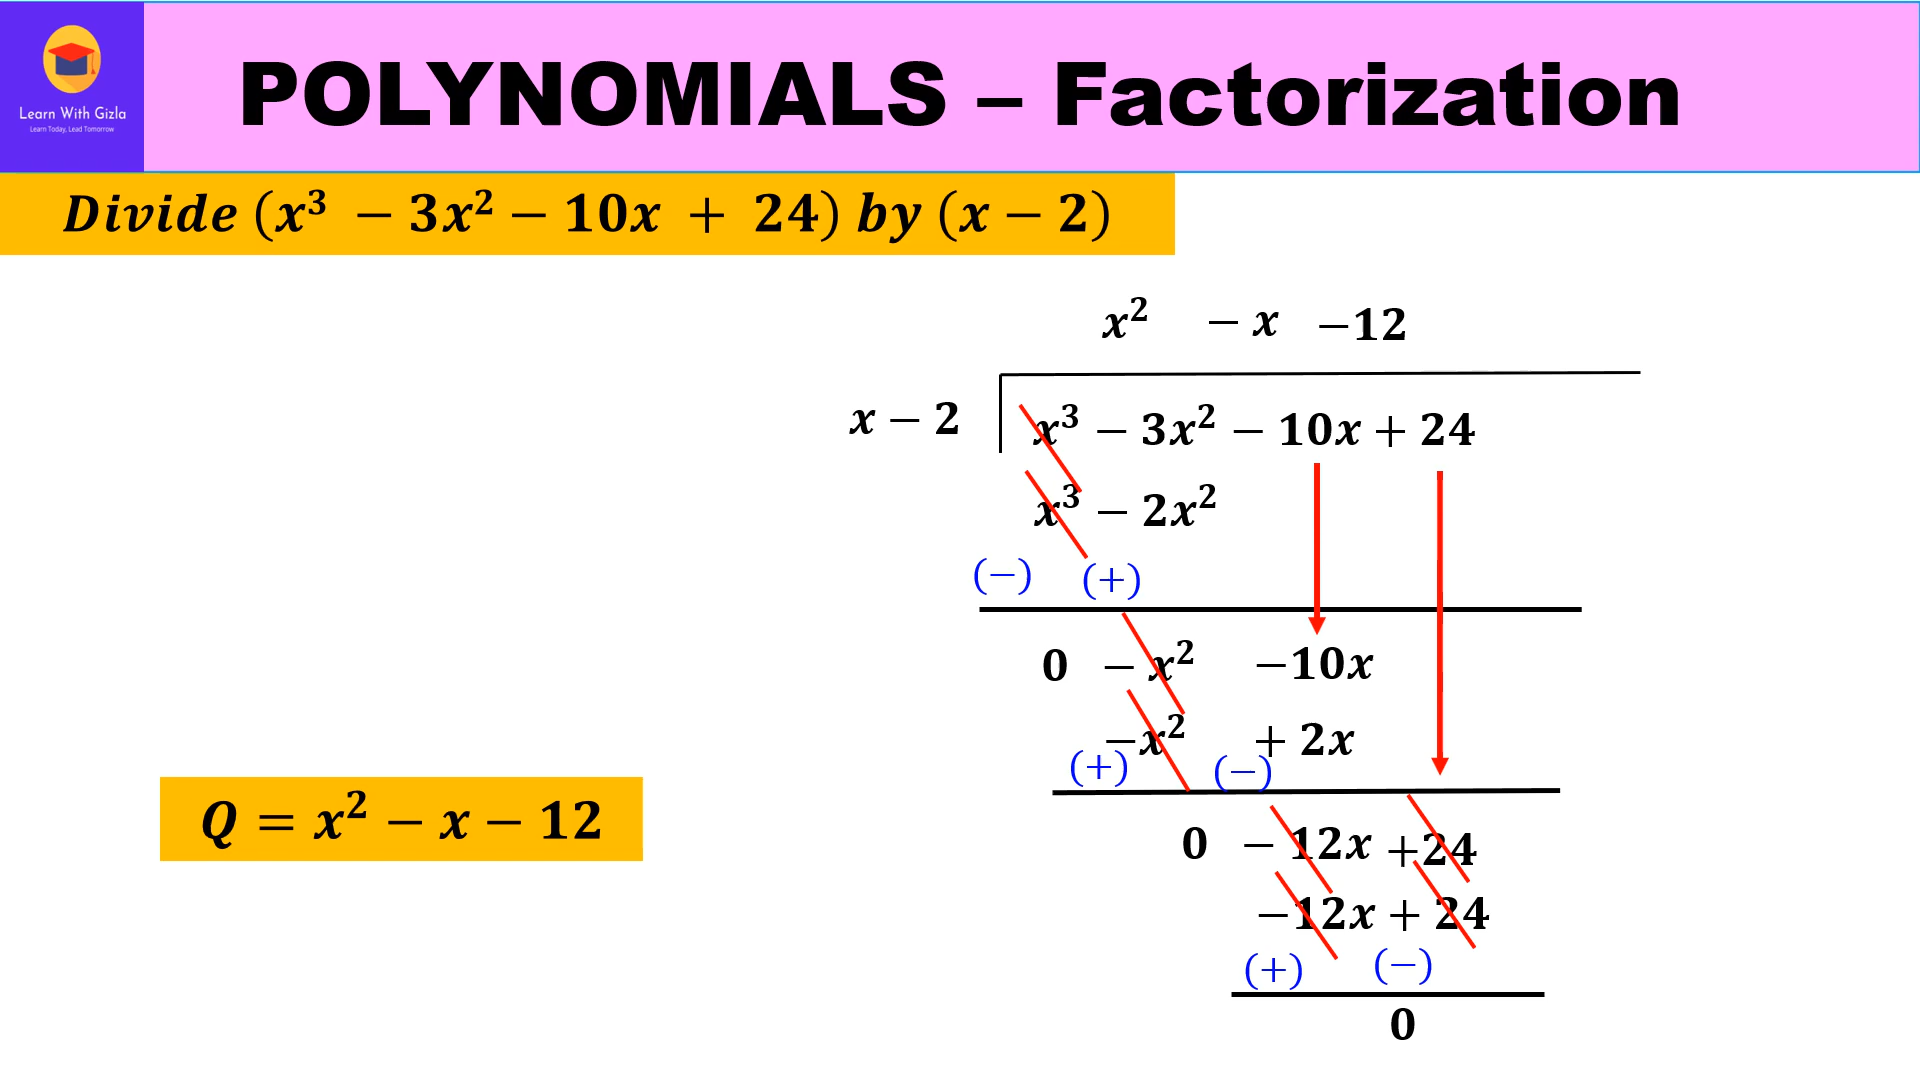 Learn With Gizla
Learn Today, Lead Tomorrow
POLYNOMIALS – Factorization
Divide (x³ − 3x² − 10x + 24) by (x − 2)
x² − x −12
x − 2
x³ − 3x² − 10x + 24
x³ − 2x²
(−) (+)
0 − x² −10x
−x² + 2x
(+) (−)
Q = x² − x − 12
0 − 12x +24
−12x + 24
(+) (−)
0